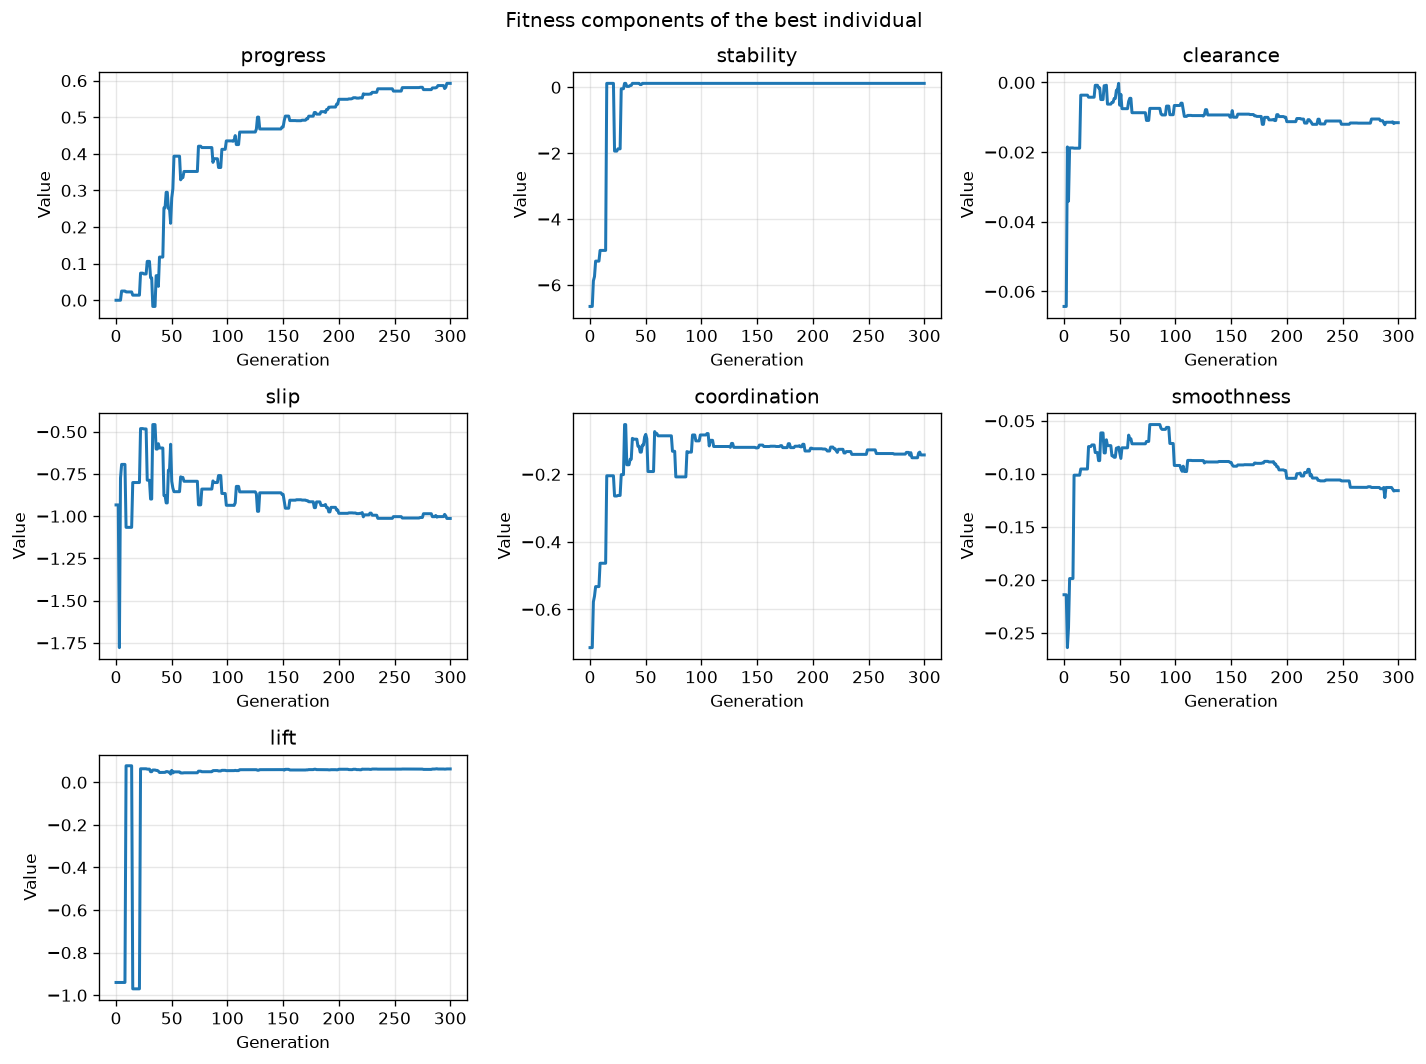 Fitness components of the best individual
progress
stability
clearance
0.6
0.5
0.4
0.3
0.2
0.1
0.0
Value
0 50 100 150 200 250 300
Generation
0
−2
−4
−6
Value
0 50 100 150 200 250 300
Generation
0.00
−0.02
−0.04
−0.06
Value
0 50 100 150 200 250 300
Generation
slip
coordination
smoothness
−0.50
−0.75
−1.00
−1.25
−1.50
−1.75
Value
0 50 100 150 200 250 300
Generation
−0.2
−0.4
−0.6
Value
0 50 100 150 200 250 300
Generation
−0.05
−0.10
−0.15
−0.20
−0.25
Value
0 50 100 150 200 250 300
Generation
lift
0.0
−0.2
−0.4
−0.6
−0.8
−1.0
Value
0 50 100 150 200 250 300
Generation